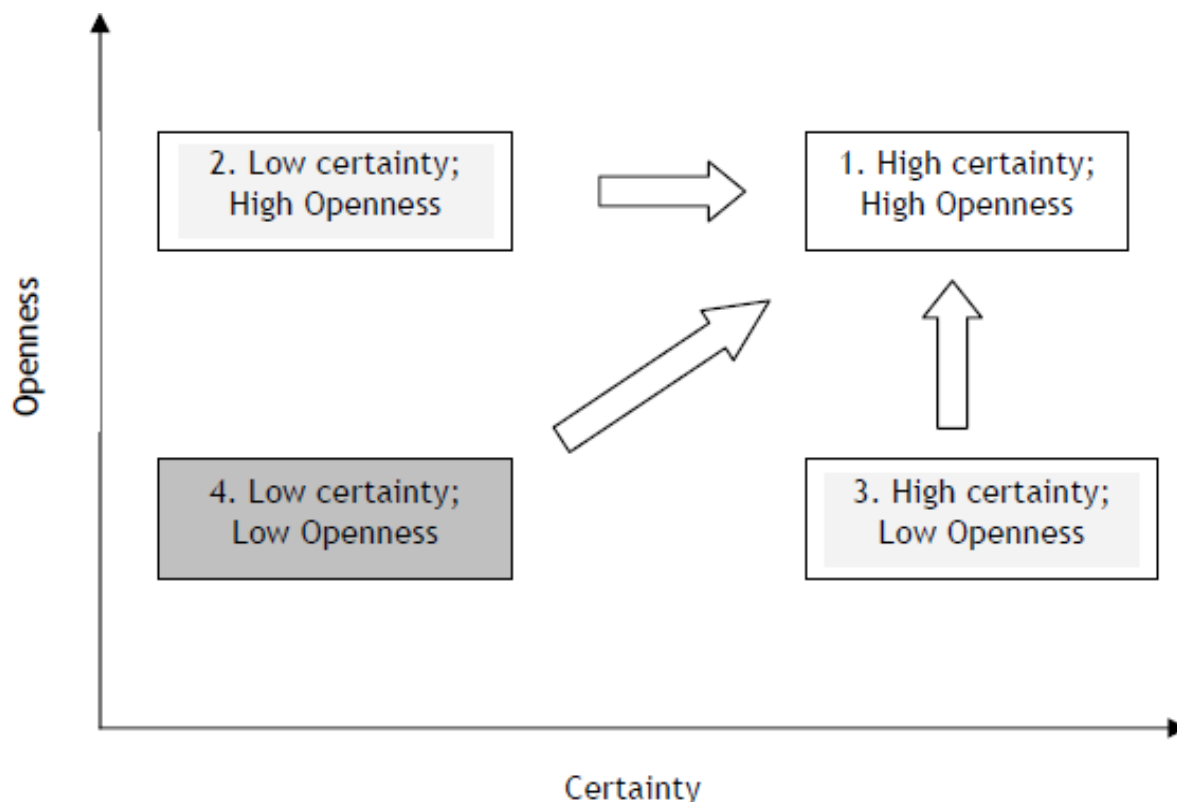 2. Low certainty;
High Openness
1. High certainty;
High Openness
Openness
4. Low certainty;
Low Openness
3. High certainty;
Low Openness
Certainty